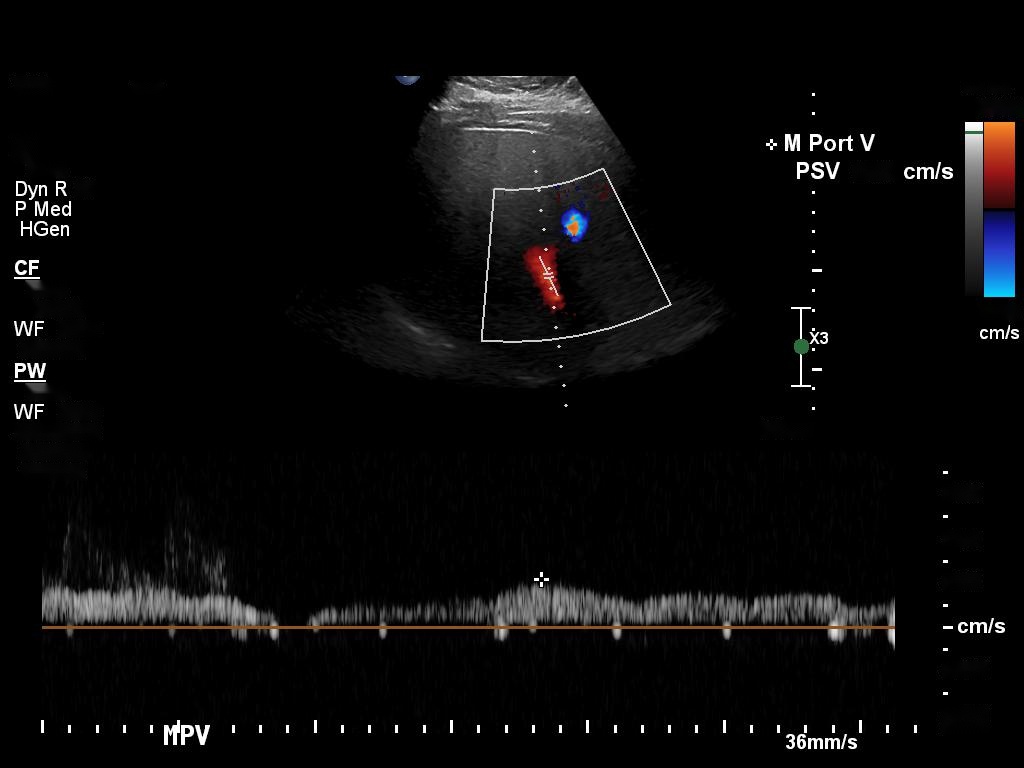 M Port V
PSV cm/s
Dyn R
P Med
HGen
CF
WF
PW
WF
cm/s
X3
cm/s
MPV
36mm/s